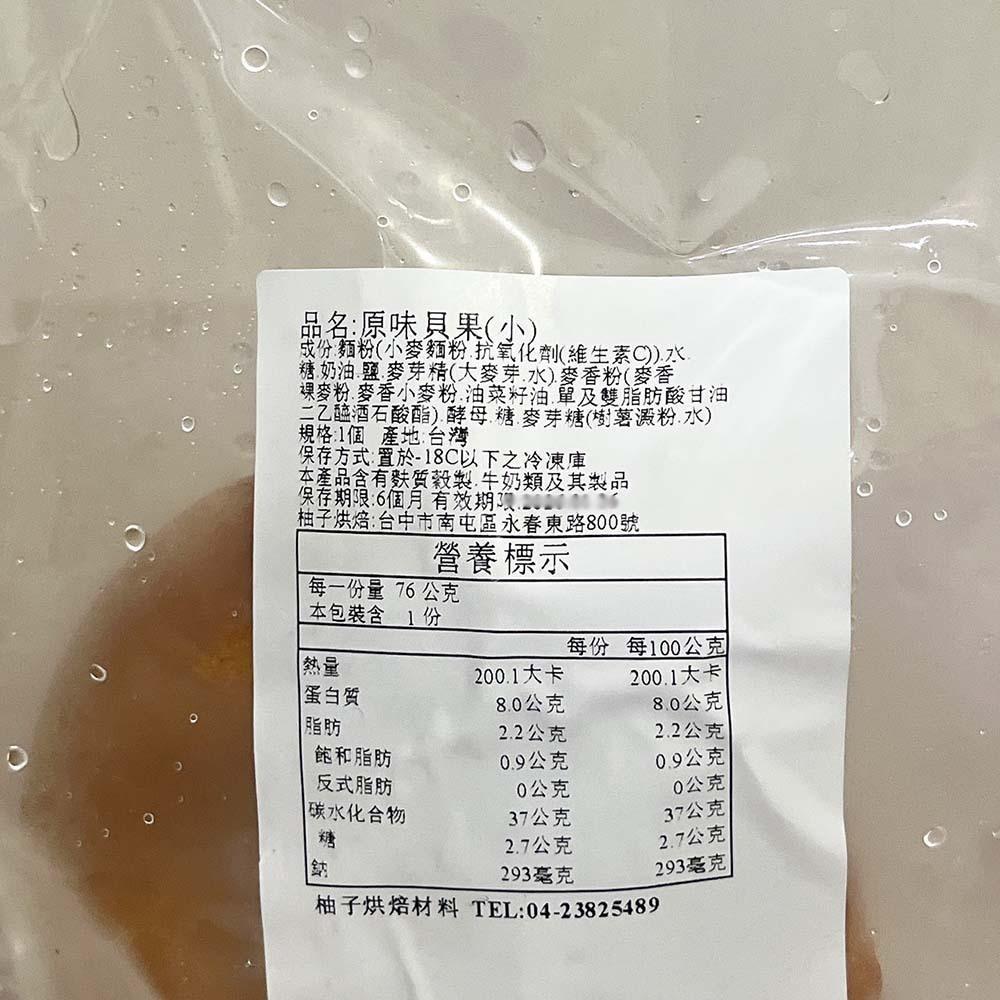 品名:原味貝果(小)
成份:麵粉(小麥麵粉.抗氧化劑(維生素C)).水.
糖.奶油.鹽.麥芽精(大麥芽.水).麥香粉(麥香
裸麥粉.麥香小麥粉.油菜籽油.單及雙脂肪酸甘油
二乙醯酒石酸酯).酵母.糖.麥芽糖(樹薯澱粉.水)
規格:1個 產地:台灣
保存方式:置於-18C以下之冷凍庫
本產品含有麩質穀製.牛奶類及其製品
保存期限:6個月 有效期限:
柚子烘焙:台中市南屯區永春東路800號
營養標示
每一份量 76 公克
本包裝含 1 份
每份 每100公克
熱量 200.1大卡 200.1大卡
蛋白質 8.0公克 8.0公克
脂肪 2.2公克 2.2公克
飽和脂肪 0.9公克 0.9公克
反式脂肪 0公克 0公克
碳水化合物 37公克 37公克
糖 2.7公克 2.7公克
鈉 293毫克 293毫克
柚子烘焙材料 TEL:04-23825489